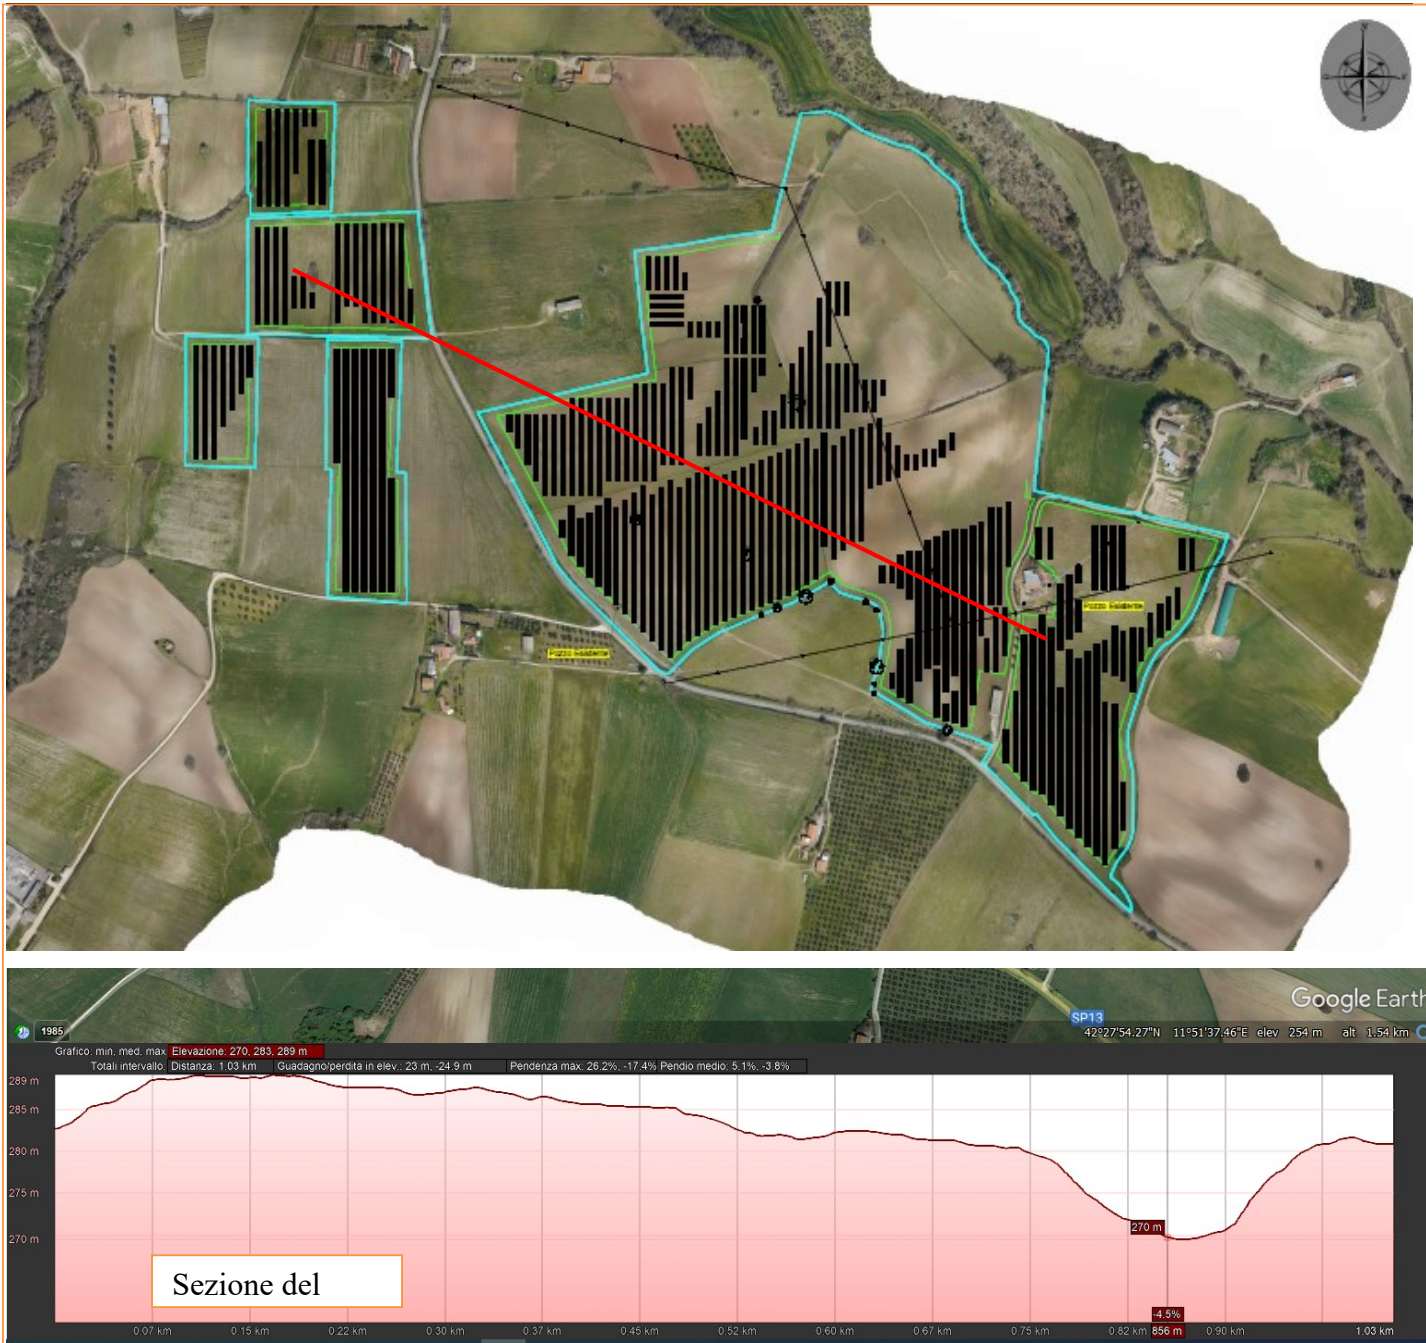 Pozzo Esistente
Pozzo Esistente
Google Earth
SP13
1985
42°27'54.27"N 11°51'37.46"E elev 254 m alt 1.54 km
Grafico: min. med. max Elevazione: 270, 283, 289 m
Totali intervallo: Distanza: 1.03 km Guadagno/perdita in elev.: 23 m, -24.9 m Pendenza max: 26.2%, -17.4% Pendio medio: 5.1%, -3.8%
289 m
285 m
280 m
275 m
270 m
270 m
Sezione del
-4.5%
0.07 km 0.15 km 0.22 km 0.30 km 0.37 km 0.45 km 0.52 km 0.60 km 0.67 km 0.75 km 0.82 km 856 m 0.90 km 1.03 km